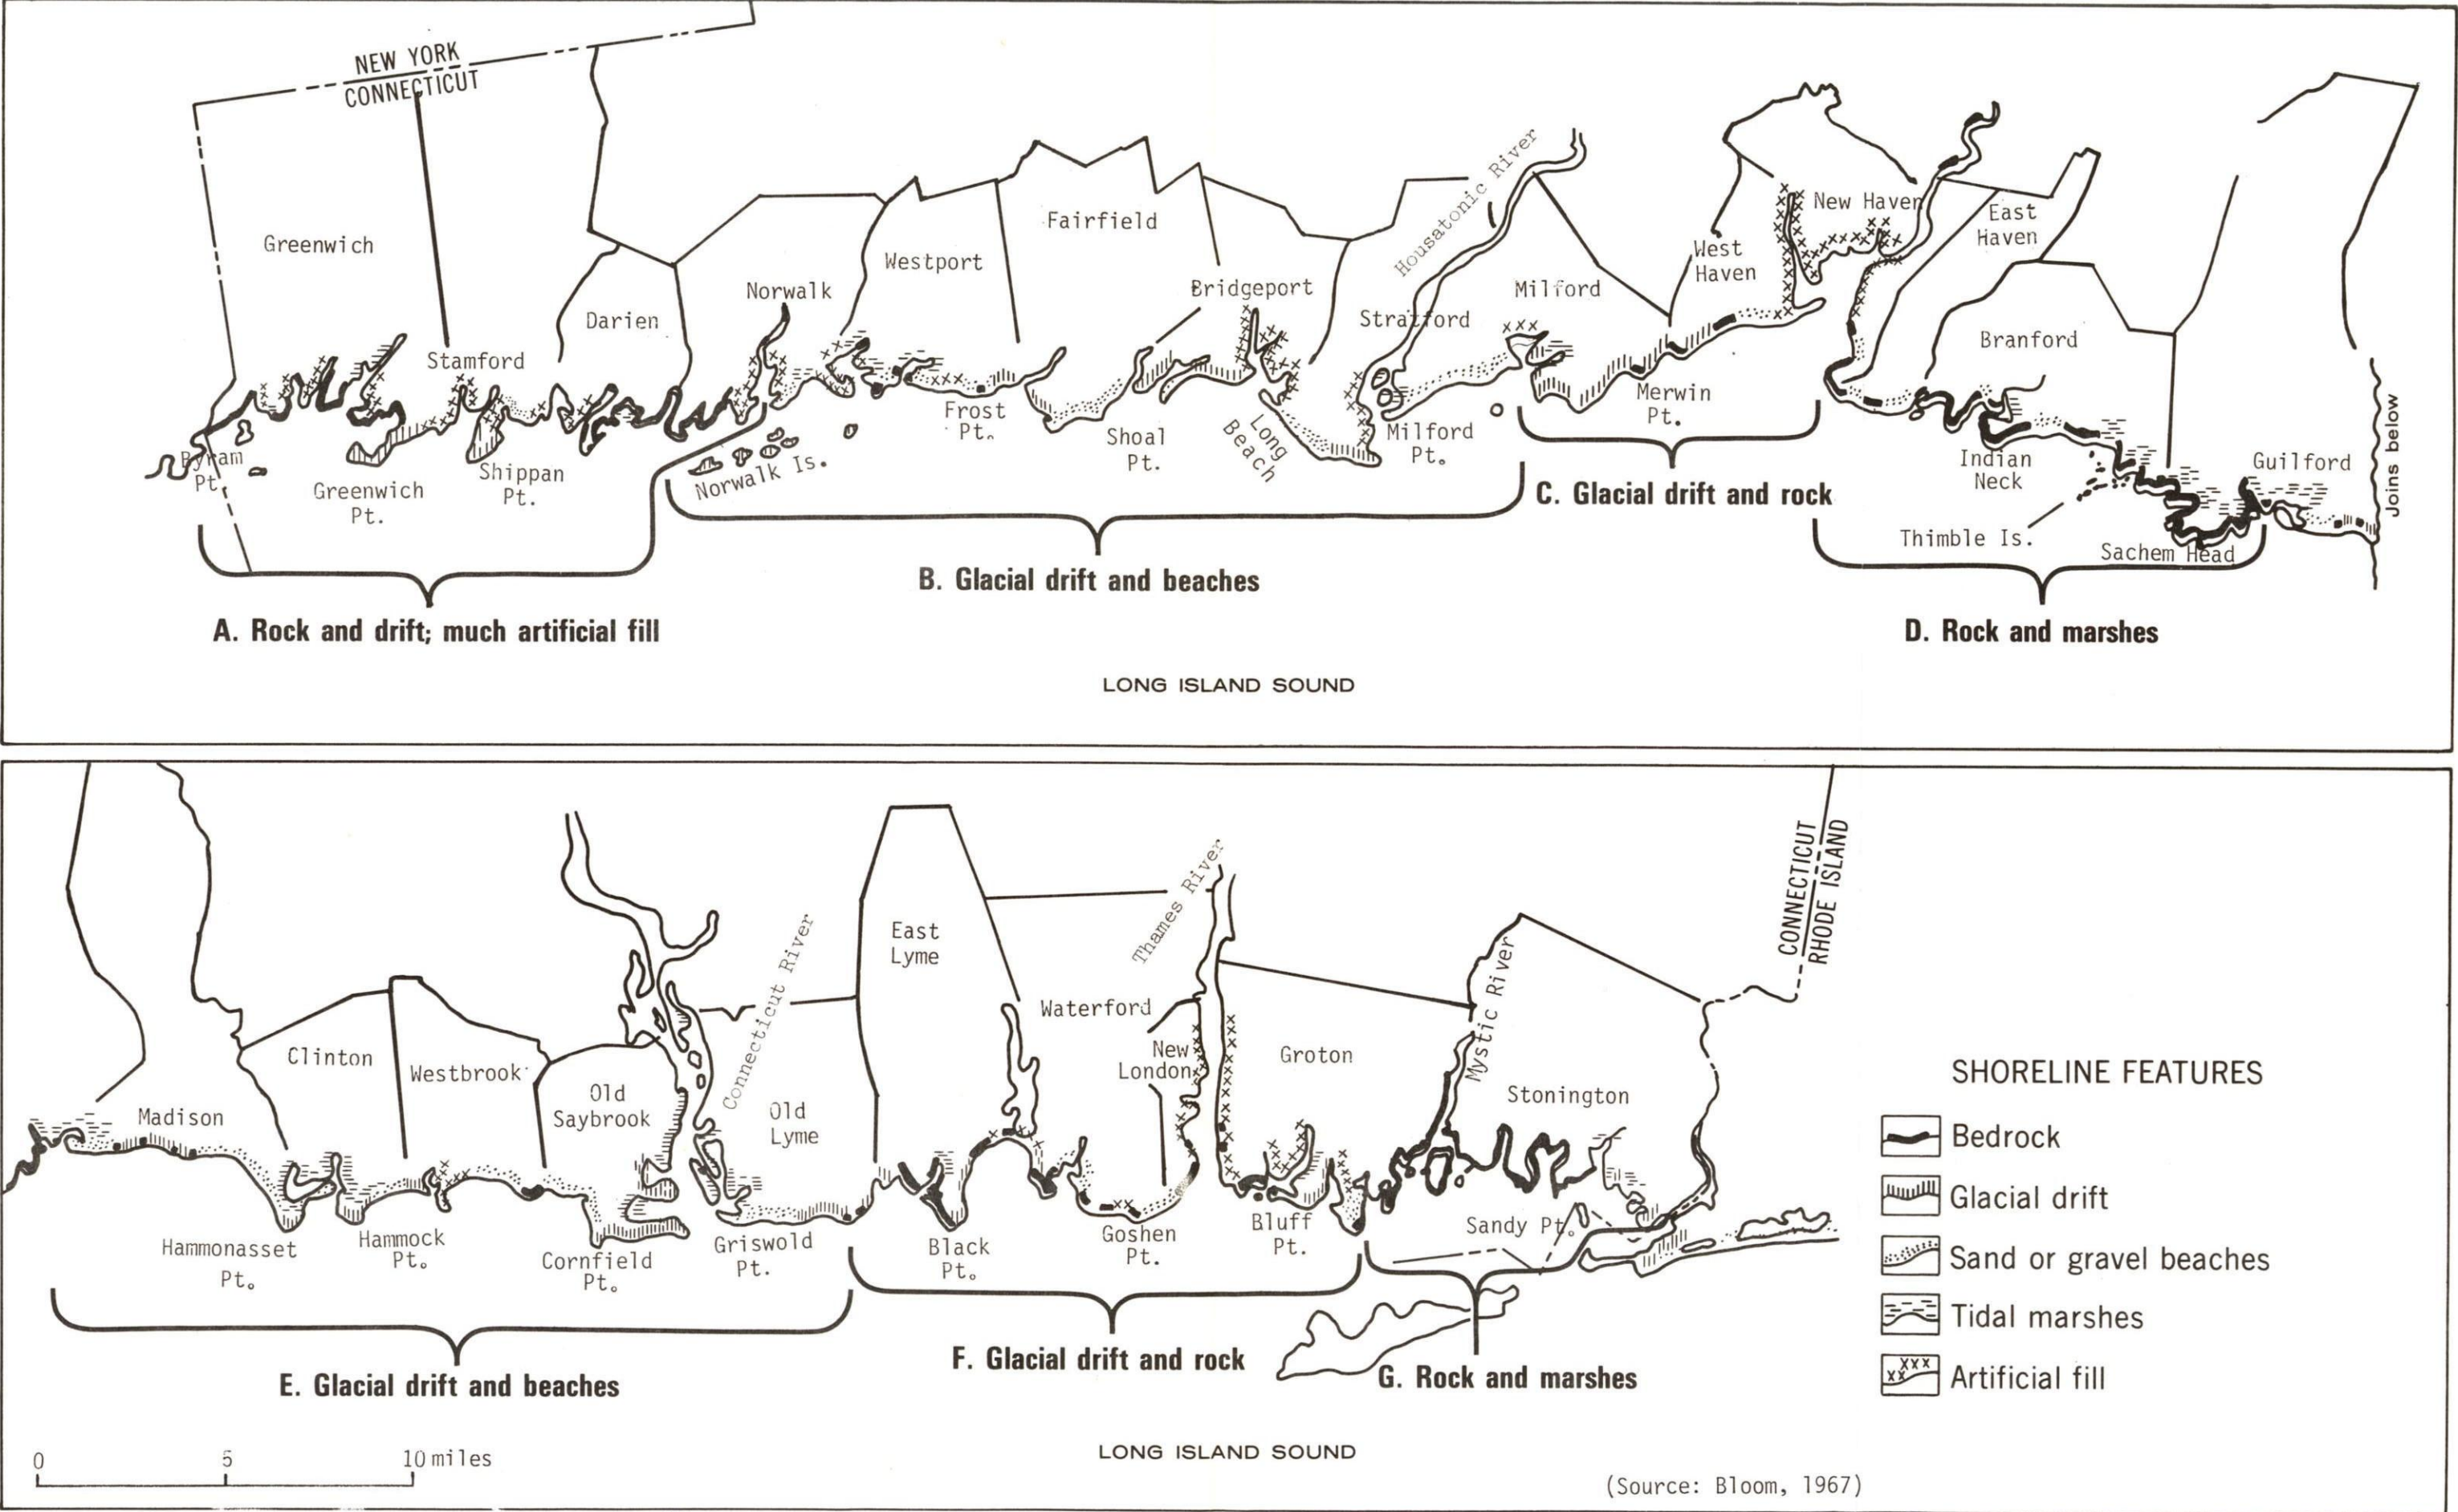 NEW YORK
CONNECTICUT
Greenwich
Stamford
Darien
Norwalk
Westport
Fairfield
Bridgeport
Housatonic River
Stratford
Milford
West
Haven
New Haven
East
Haven
Branford
Guilford
Joins below
Byram
Pt.
Greenwich
Pt.
Shippan
Pt.
Norwalk Is.
Frost
Pt.
Shoal
Pt.
Long
Beach
Milford
Pt.
Merwin
Pt.
Indian
Neck
Thimble Is.
Sachem Head
A. Rock and drift; much artificial fill
B. Glacial drift and beaches
C. Glacial drift and rock
D. Rock and marshes
LONG ISLAND SOUND
Madison
Clinton
Westbrook
Old
Saybrook
Connecticut River
Old
Lyme
East
Lyme
Waterford
Thames River
New
London
Groton
Mystic River
Stonington
CONNECTICUT
RHODE ISLAND
Hammonasset
Pt.
Hammock
Pt.
Cornfield
Pt.
Griswold
Pt.
Black
Pt.
Goshen
Pt.
Bluff
Pt.
Sandy Pt.
E. Glacial drift and beaches
F. Glacial drift and rock
G. Rock and marshes
SHORELINE FEATURES
Bedrock
Glacial drift
Sand or gravel beaches
Tidal marshes
Artificial fill
0 5 10 miles
LONG ISLAND SOUND
(Source: Bloom, 1967)